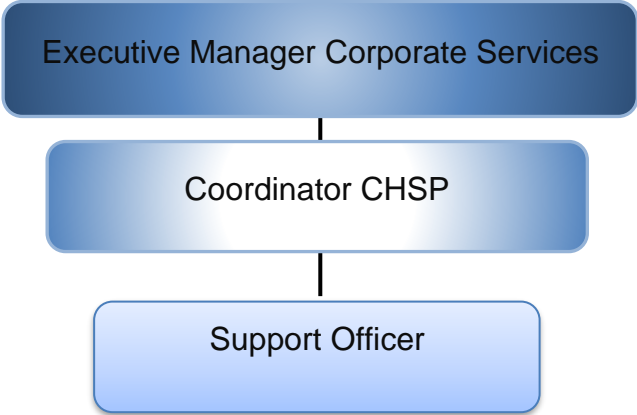 Executive Manager Corporate Services
Coordinator CHSP
Support Officer